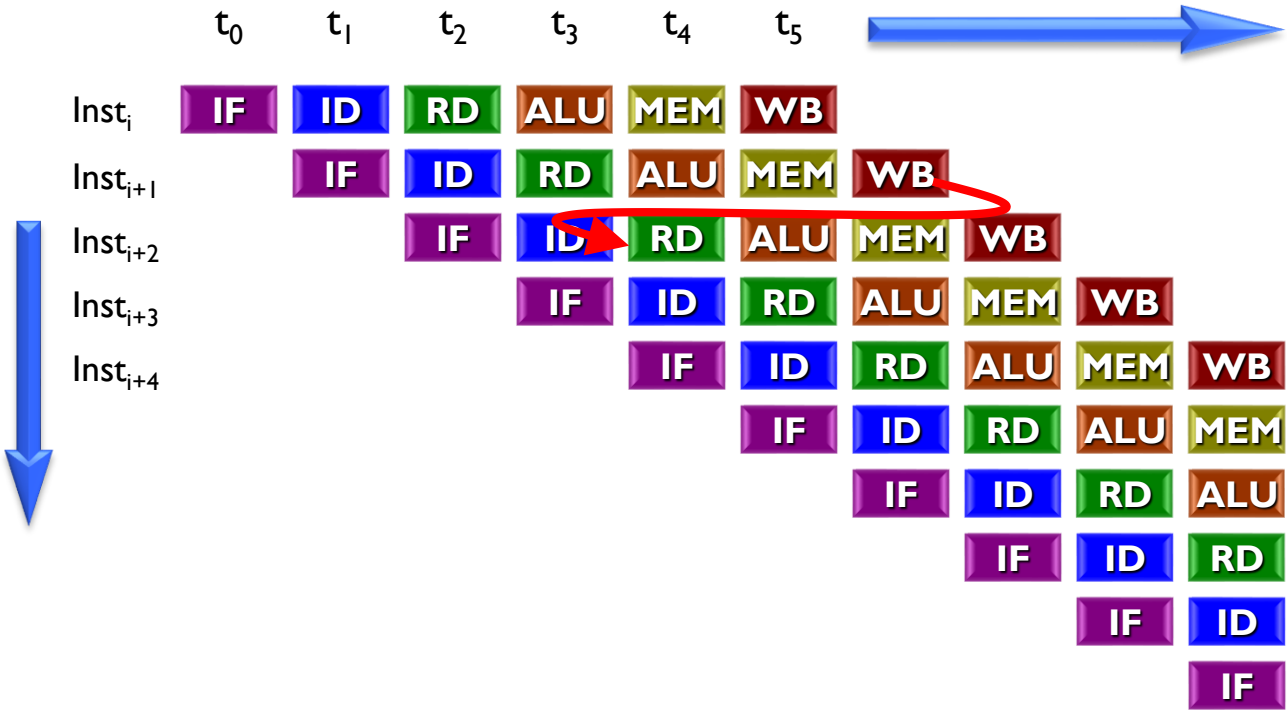 t₀ t₁ t₂ t₃ t₄ t₅
Instᵢ IF ID RD ALU MEM WB
Instᵢ₊₁ IF ID RD ALU MEM WB
Instᵢ₊₂ IF ID RD ALU MEM WB
Instᵢ₊₃ IF ID RD ALU MEM WB
Instᵢ₊₄ IF ID RD ALU MEM WB
IF ID RD ALU MEM
IF ID RD ALU
IF ID RD
IF ID
IF